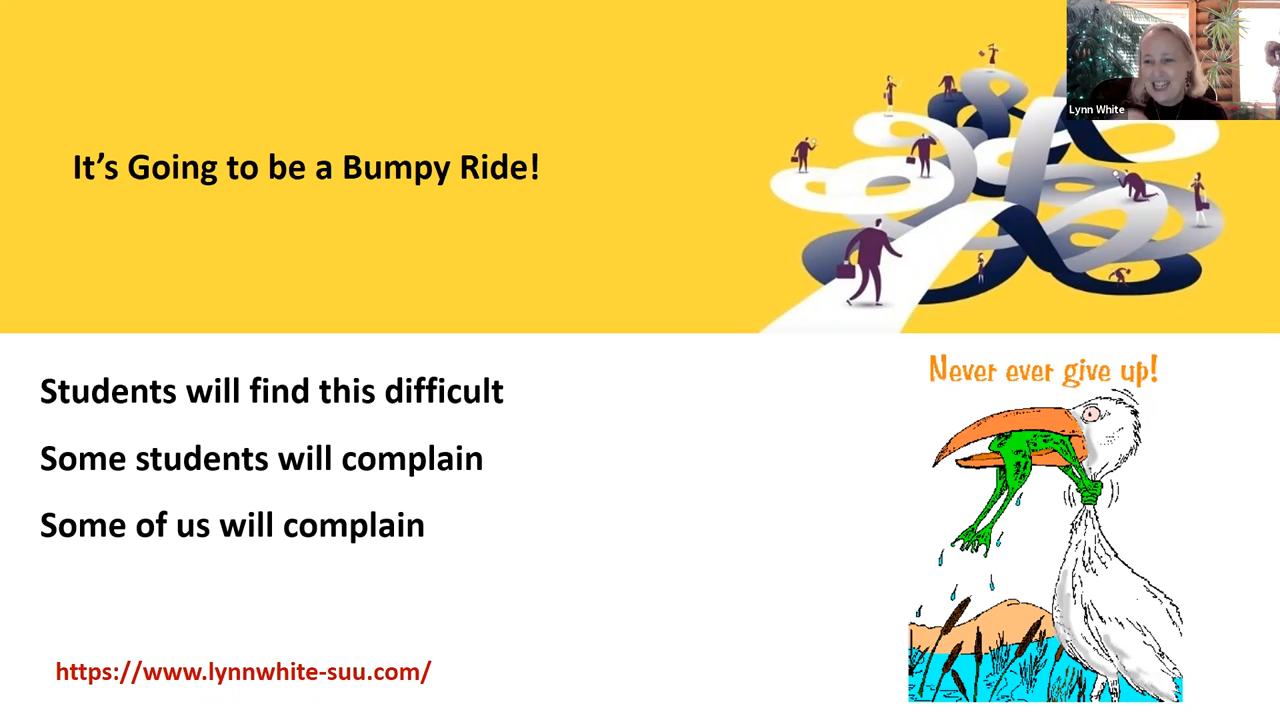 Lynn White
It's Going to be a Bumpy Ride!
Never ever give up!
Students will find this difficult
Some students will complain
Some of us will complain
https://www.lynnwhite-suu.com/